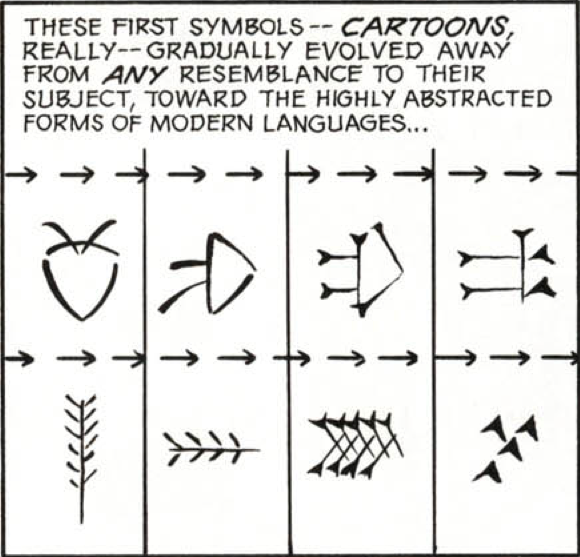 THESE FIRST SYMBOLS -- CARTOONS,
REALLY -- GRADUALLY EVOLVED AWAY
FROM ANY RESEMBLANCE TO THEIR
SUBJECT, TOWARD THE HIGHLY ABSTRACTED
FORMS OF MODERN LANGUAGES...